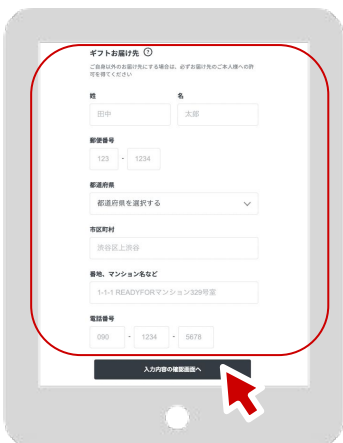 ギフトお届け先 ?
ご自身以外のお届け先にする場合は、必ずお届け先のご本人様への許
可を得てください
姓 名
田中 太郎
郵便番号
123 - 1234
都道府県
都道府県を選択する
市区町村
渋谷区上渋谷
番地、マンション名など
1-1-1 READYFORマンション329号室
電話番号
090 - 1234 - 5678
入力内容の確認画面へ